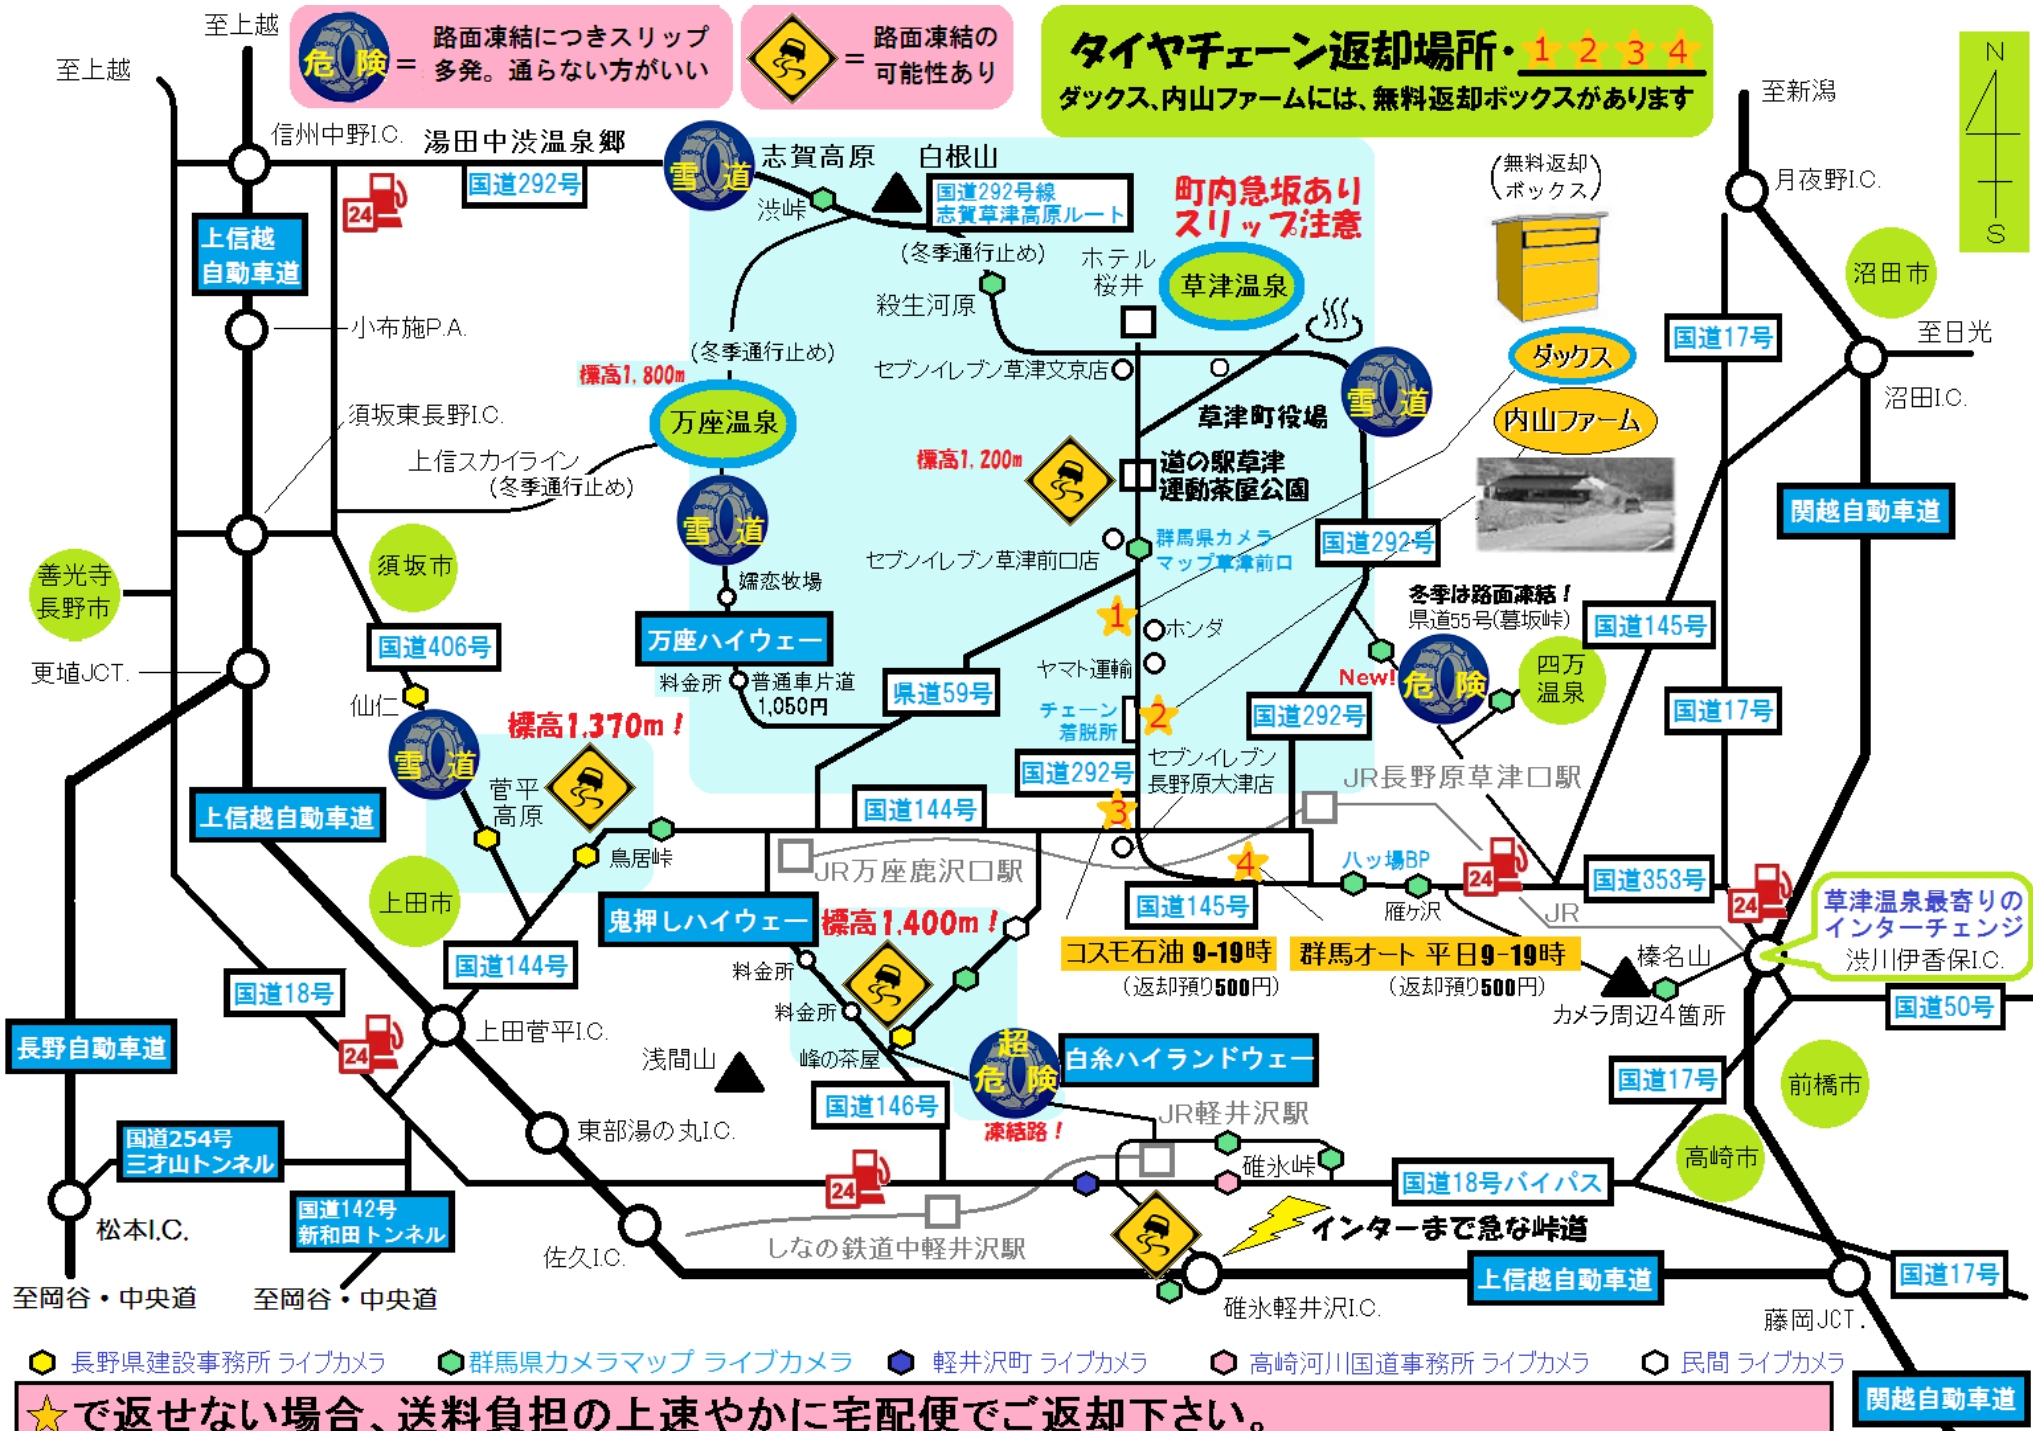 至上越
至上越
危 険
=
路面凍結につきスリップ
多発。通らない方がいい
=
路面凍結の
可能性あり
タイヤチェーン返却場所・1 2 3 4
ダックス、内山ファームには、無料返却ボックスがあります
至新潟
N
S
信州中野I.C.
湯田中渋温泉郷
国道292号
雪 道
志賀高原
白根山
渋峠
国道292号線
志賀草津高原ルート
(冬季通行止め)
町内急坂あり
スリップ注意
(無料返却
ボックス)
月夜野I.C.
沼田市
24
上信越
自動車道
小布施P.A.
殺生河原
ホテル
桜井
草津温泉
国道17号
至日光
沼田I.C.
(冬季通行止め)
標高1,800m
万座温泉
セブンイレブン草津文京店
雪 道
ダックス
内山ファーム
草津町役場
須坂東長野I.C.
上信スカイライン
(冬季通行止め)
標高1,200m
道の駅草津
運動茶屋公園
関越自動車道
雪 道
須坂市
善光寺
長野市
セブンイレブン草津前口店
群馬県カメラ
マップ草津前口
国道292号
嬬恋牧場
万座ハイウェー
料金所
普通車片道
1,050円
1
ホンダ
ヤマト運輸
冬季は路面凍結！
県道55号(暮坂峠)
国道145号
New!
危 険
四万
温泉
更埴JCT.
国道406号
仙仁
県道59号
チェーン
着脱所
2
国道292号
国道17号
雪 道
標高1,370m！
菅平
高原
国道292号
セブンイレブン
長野原大津店
JR長野原草津口駅
上信越自動車道
国道144号
3
鳥居峠
JR万座鹿沢口駅
4
八ッ場BP
24
国道353号
24
雁ヶ沢
JR
上田市
鬼押しハイウェー
標高1,400m！
国道145号
草津温泉最寄りの
インターチェンジ
渋川伊香保I.C.
コスモ石油 9-19時
(返却預り500円)
群馬オート 平日9-19時
(返却預り500円)
榛名山
カメラ周辺4箇所
国道144号
国道18号
料金所
料金所
国道50号
長野自動車道
24
上田菅平I.C.
浅間山
峰の茶屋
超
危 険
凍結路！
白糸ハイランドウェー
国道17号
前橋市
国道146号
JR軽井沢駅
東部湯の丸I.C.
国道254号
三才山トンネル
高崎市
碓氷峠
国道18号バイパス
24
松本I.C.
国道142号
新和田トンネル
佐久I.C.
しなの鉄道中軽井沢駅
インターまで急な峠道
至岡谷・中央道
至岡谷・中央道
碓氷軽井沢I.C.
上信越自動車道
国道17号
藤岡JCT.
長野県建設事務所 ライブカメラ
群馬県カメラマップ ライブカメラ
軽井沢町 ライブカメラ
高崎河川国道事務所 ライブカメラ
民間 ライブカメラ
関越自動車道
★で返せない場合、送料負担の上速やかに宅配便でご返却下さい。